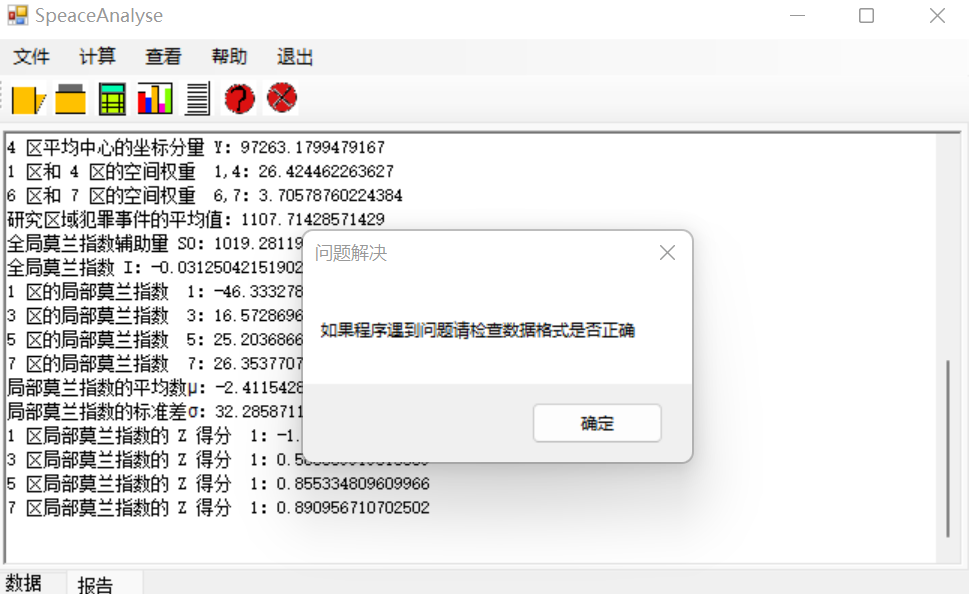 SpeaceAnalyse
文件 计算 查看 帮助 退出
4 区平均中心的坐标分量 Y: 97263.1799479167
1 区和 4 区的空间权重 1,4: 26.424462263627
6 区和 7 区的空间权重 6,7: 3.70578760224384
研究区域犯罪事件的平均值: 1107.71428571429
全局莫兰指数辅助量 S0: 1019.28119
全局莫兰指数 I: -0.03125042151902
1 区的局部莫兰指数 1: -46.333278
3 区的局部莫兰指数 3: 16.5728696
5 区的局部莫兰指数 5: 25.2036866
7 区的局部莫兰指数 7: 26.3537707
局部莫兰指数的平均数μ: -2.4115428
局部莫兰指数的标准差σ: 32.2858711
1 区局部莫兰指数的 Z 得分 1: -1.
3 区局部莫兰指数的 Z 得分 1: 0.
5 区局部莫兰指数的 Z 得分 1: 0.855334809609966
7 区局部莫兰指数的 Z 得分 1: 0.890956710702502
问题解决
如果程序遇到问题请检查数据格式是否正确
确定
数据 报告